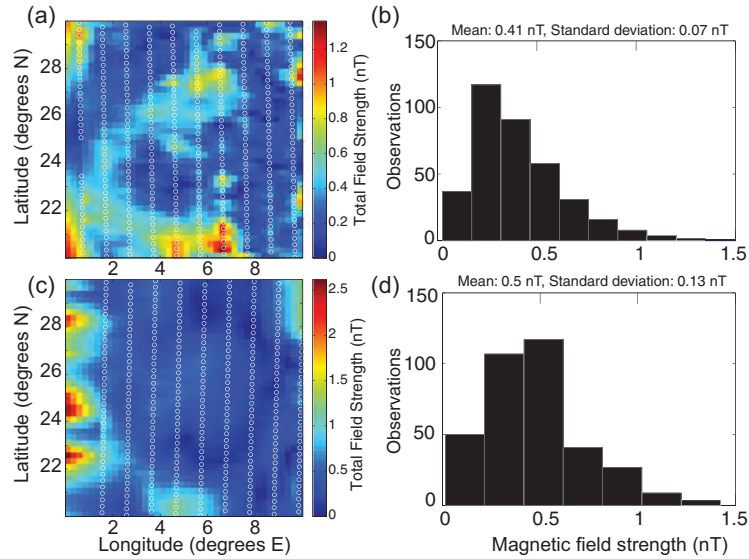 (a)
30
28
26
24
22
2 4 6 8
Latitude (degrees N)
1.2
1
0.8
0.6
0.4
0.2
0
Total Field Strength (nT)
(b)
Mean: 0.41 nT, Standard deviation: 0.07 nT
150
100
50
0
0 0.5 1 1.5
Observations
(c)
28
26
24
22
2 4 6 8
Latitude (degrees N)
Longitude (degrees E)
2.5
2
1.5
1
0.5
0
Total Field Strength (nT)
(d)
Mean: 0.5 nT, Standard deviation: 0.13 nT
150
100
50
0
0 0.5 1 1.5
Observations
Magnetic field strength (nT)